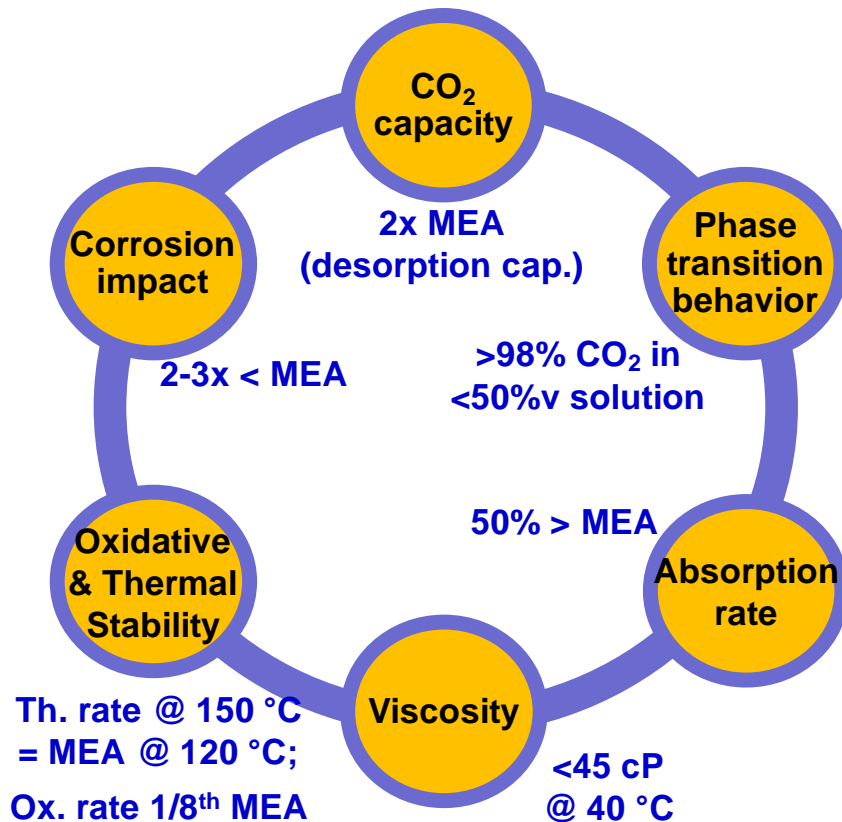 CO₂
capacity
2x MEA
(desorption cap.)
Phase
transition
behavior
>98% CO₂ in
<50%v solution
Absorption
rate
50% > MEA
Viscosity
<45 cP
@ 40 °C
Oxidative
& Thermal
Stability
Th. rate @ 150 °C
= MEA @ 120 °C;
Ox. rate 1/8ᵗʰ MEA
Corrosion
impact
2-3x < MEA